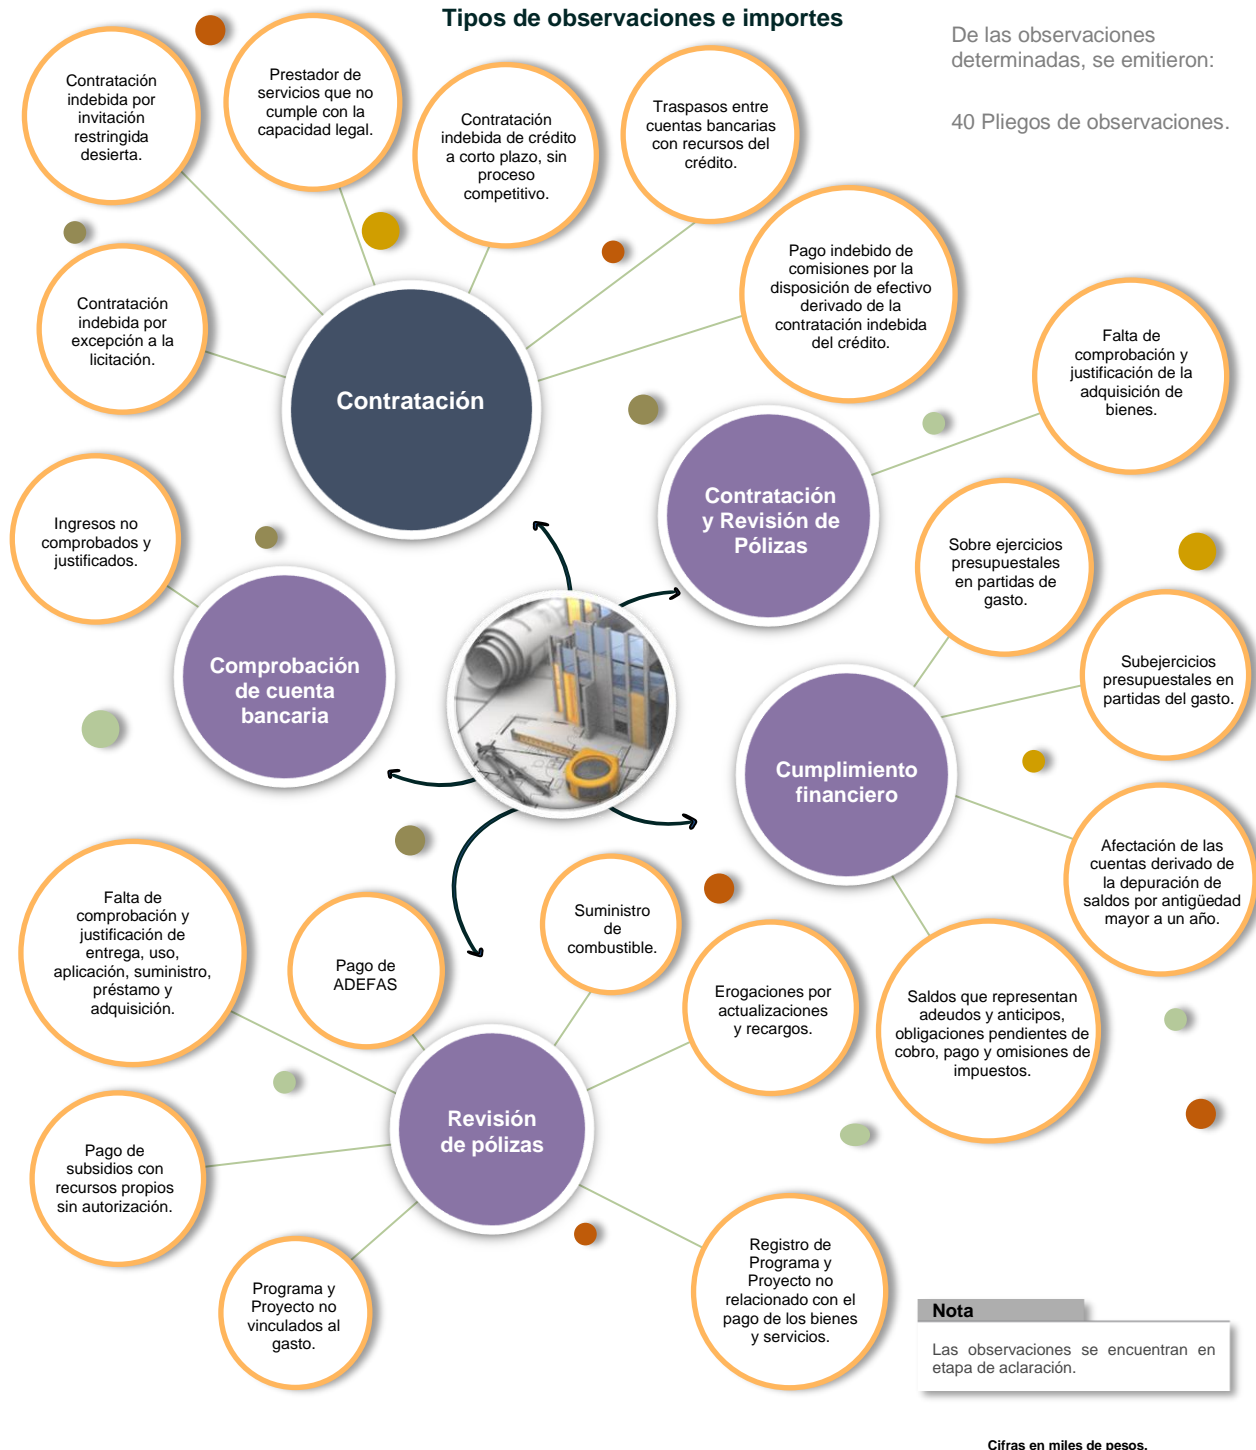 Tipos de observaciones e importes
De las observaciones
determinadas, se emitieron:
40 Pliegos de observaciones.
Contratación
indebida por
invitación
restringida
desierta.
Prestador de
servicios que no
cumple con la
capacidad legal.
Contratación
indebida de crédito
a corto plazo, sin
proceso
competitivo.
Traspasos entre
cuentas bancarias
con recursos del
crédito.
Pago indebido de
comisiones por la
disposición de efectivo
derivado de la
contratación indebida
del crédito.
Contratación
indebida por
excepción a la
licitación.
Contratación
Falta de
comprobación y
justificación de la
adquisición de
bienes.
Contratación
y Revisión de
Pólizas
Ingresos no
comprobados y
justificados.
Comprobación
de cuenta
bancaria
Sobre ejercicios
presupuestales
en partidas de
gasto.
Subejercicios
presupuestales en
partidas del gasto.
Cumplimiento
financiero
Afectación de las
cuentas derivado de
la depuración de
saldos por antigüedad
mayor a un año.
Saldos que representan
adeudos y anticipos,
obligaciones pendientes de
cobro, pago y omisiones de
impuestos.
Falta de
comprobación y
justificación de
entrega, uso,
aplicación, suministro,
préstamo y
adquisición.
Pago de
ADEFAS
Suministro
de
combustible.
Erogaciones por
actualizaciones
y recargos.
Revisión
de pólizas
Pago de
subsidios con
recursos propios
sin autorización.
Programa y
Proyecto no
vinculados al
gasto.
Registro de
Programa y
Proyecto no
relacionado con el
pago de los bienes
y servicios.
Nota
Las observaciones se encuentran en
etapa de aclaración.
Cifras en miles de pesos.